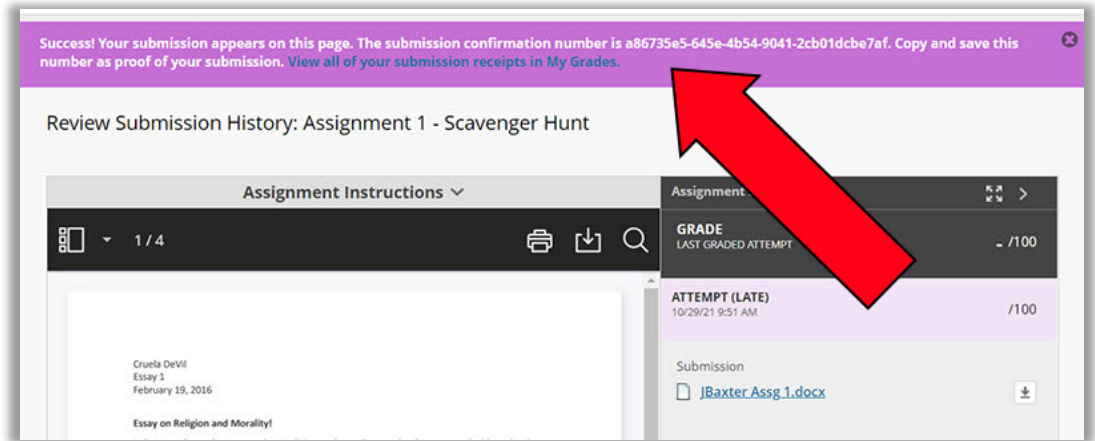 Success! Your submission appears on this page. The submission confirmation number is a86735e5-645e-4b54-9041-2cb01dcbe7af. Copy and save this
number as proof of your submission. View all of your submission receipts in My Grades.
Review Submission History: Assignment 1 - Scavenger Hunt
Assignment Instructions
1 / 4
Cruela DeVil
Essay 1
February 19, 2016
Essay on Religion and Morality!
Assignment
GRADE
LAST GRADED ATTEMPT
- /100
ATTEMPT (LATE)
10/29/21 9:51 AM
/100
Submission
JBaxter Assg 1.docx